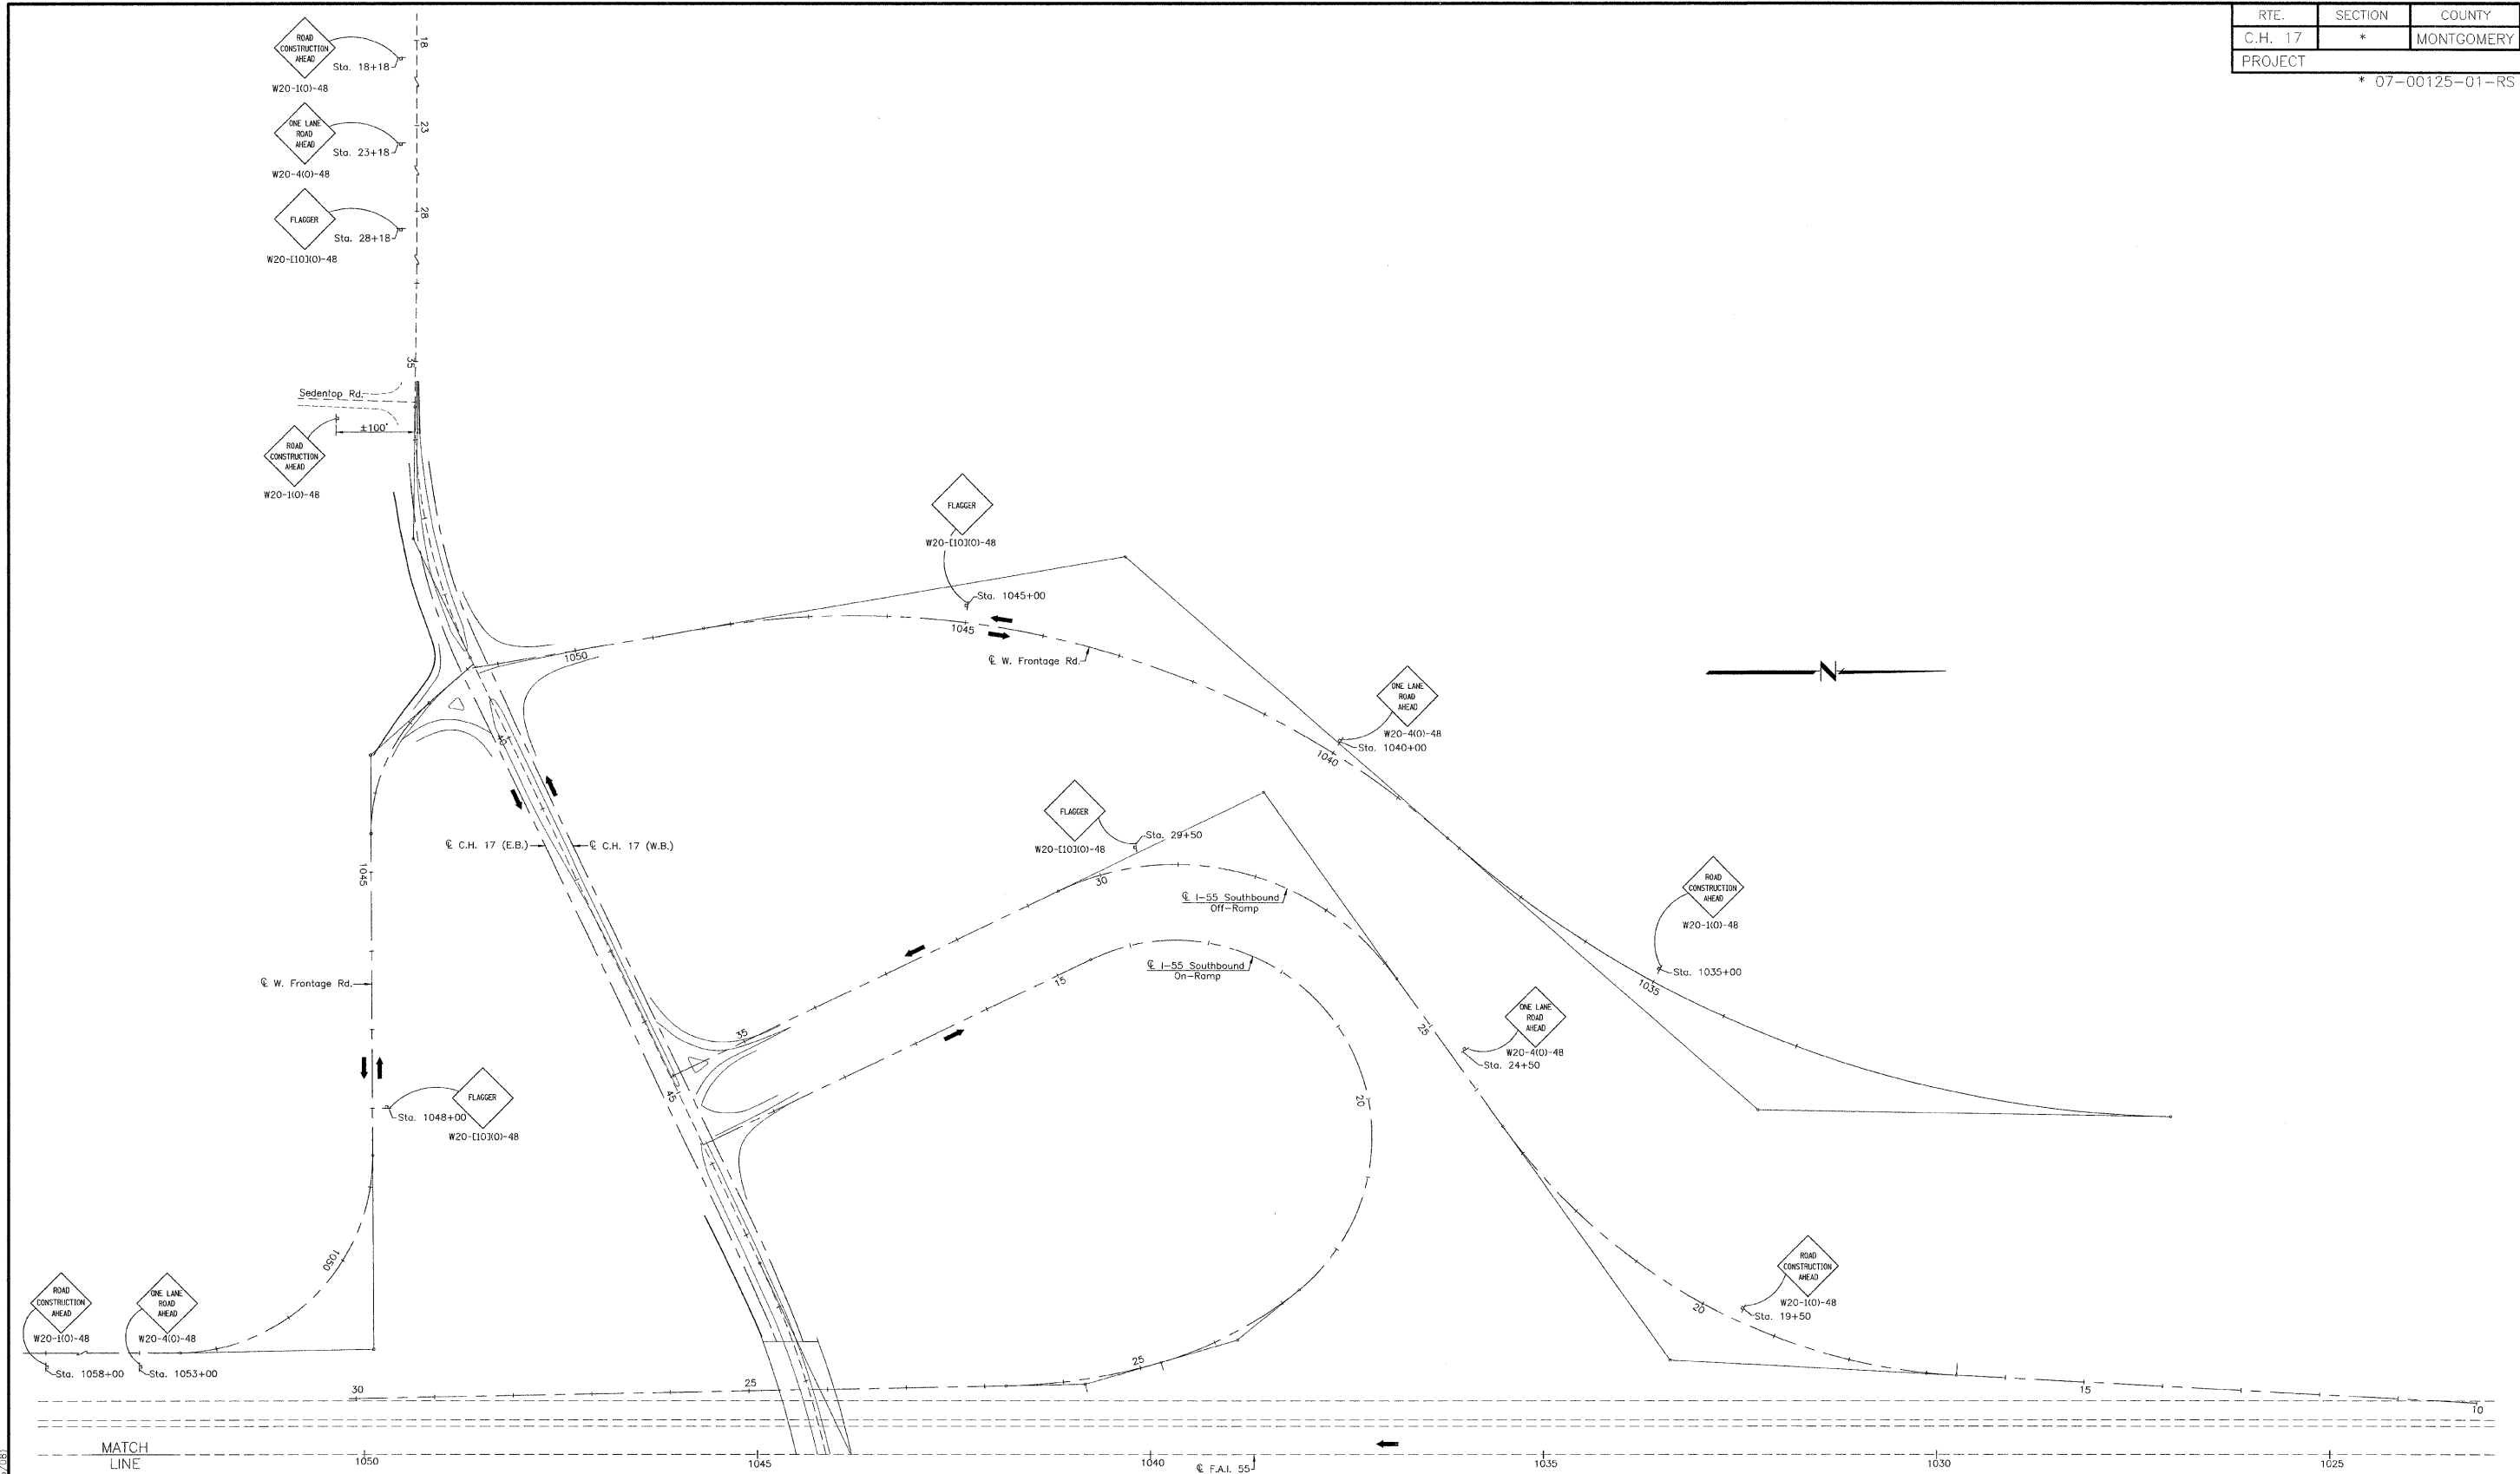 RTE. SECTION COUNTY
C.H. 17 * MONTGOMERY
PROJECT
* 07-00125-01-RS
ROAD
CONSTRUCTION
AHEAD
Sta. 18+18
W20-1(O)-48
18
ONE LANE
ROAD
AHEAD
Sta. 23+18
W20-4(O)-48
23
FLAGGER
Sta. 28+18
W20-[10](O)-48
28
35
Sedentop Rd.
±100'
ROAD
CONSTRUCTION
AHEAD
W20-1(O)-48
FLAGGER
W20-[10](O)-48
Sta. 1045+00
1045
1050
℄ W. Frontage Rd.
N
ONE LANE
ROAD
AHEAD
W20-4(O)-48
Sta. 1040+00
1040
40
FLAGGER
W20-[10](O)-48
Sta. 29+50
30
℄ C.H. 17 (E.B.)
℄ C.H. 17 (W.B.)
1045
℄ I-55 Southbound
Off-Ramp
ROAD
CONSTRUCTION
AHEAD
W20-1(O)-48
Sta. 1035+00
1035
℄ I-55 Southbound
On-Ramp
15
℄ W. Frontage Rd.
ONE LANE
ROAD
AHEAD
W20-4(O)-48
Sta. 24+50
25
35
45
20
FLAGGER
Sta. 1048+00
W20-[10](O)-48
1050
ROAD
CONSTRUCTION
AHEAD
W20-1(O)-48
Sta. 19+50
20
ROAD
CONSTRUCTION
AHEAD
W20-1(O)-48
Sta. 1058+00
ONE LANE
ROAD
AHEAD
W20-4(O)-48
Sta. 1053+00
30
25
25
15
10
MATCH
LINE
1050
1045
1040
℄ F.A.I. 55
1035
1030
1025